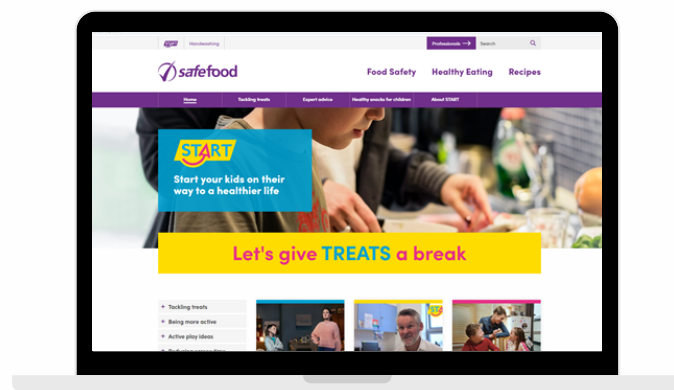 Handwashing
Professionals
Search
safefood
Food Safety
Healthy Eating
Recipes
Home
Tackling treats
Expert advice
Healthy snacks for children
About START
START
Start your kids on their
way to a healthier life
Let's give TREATS a break
+ Tackling treats
+ Being more active
+ Active play ideas
START